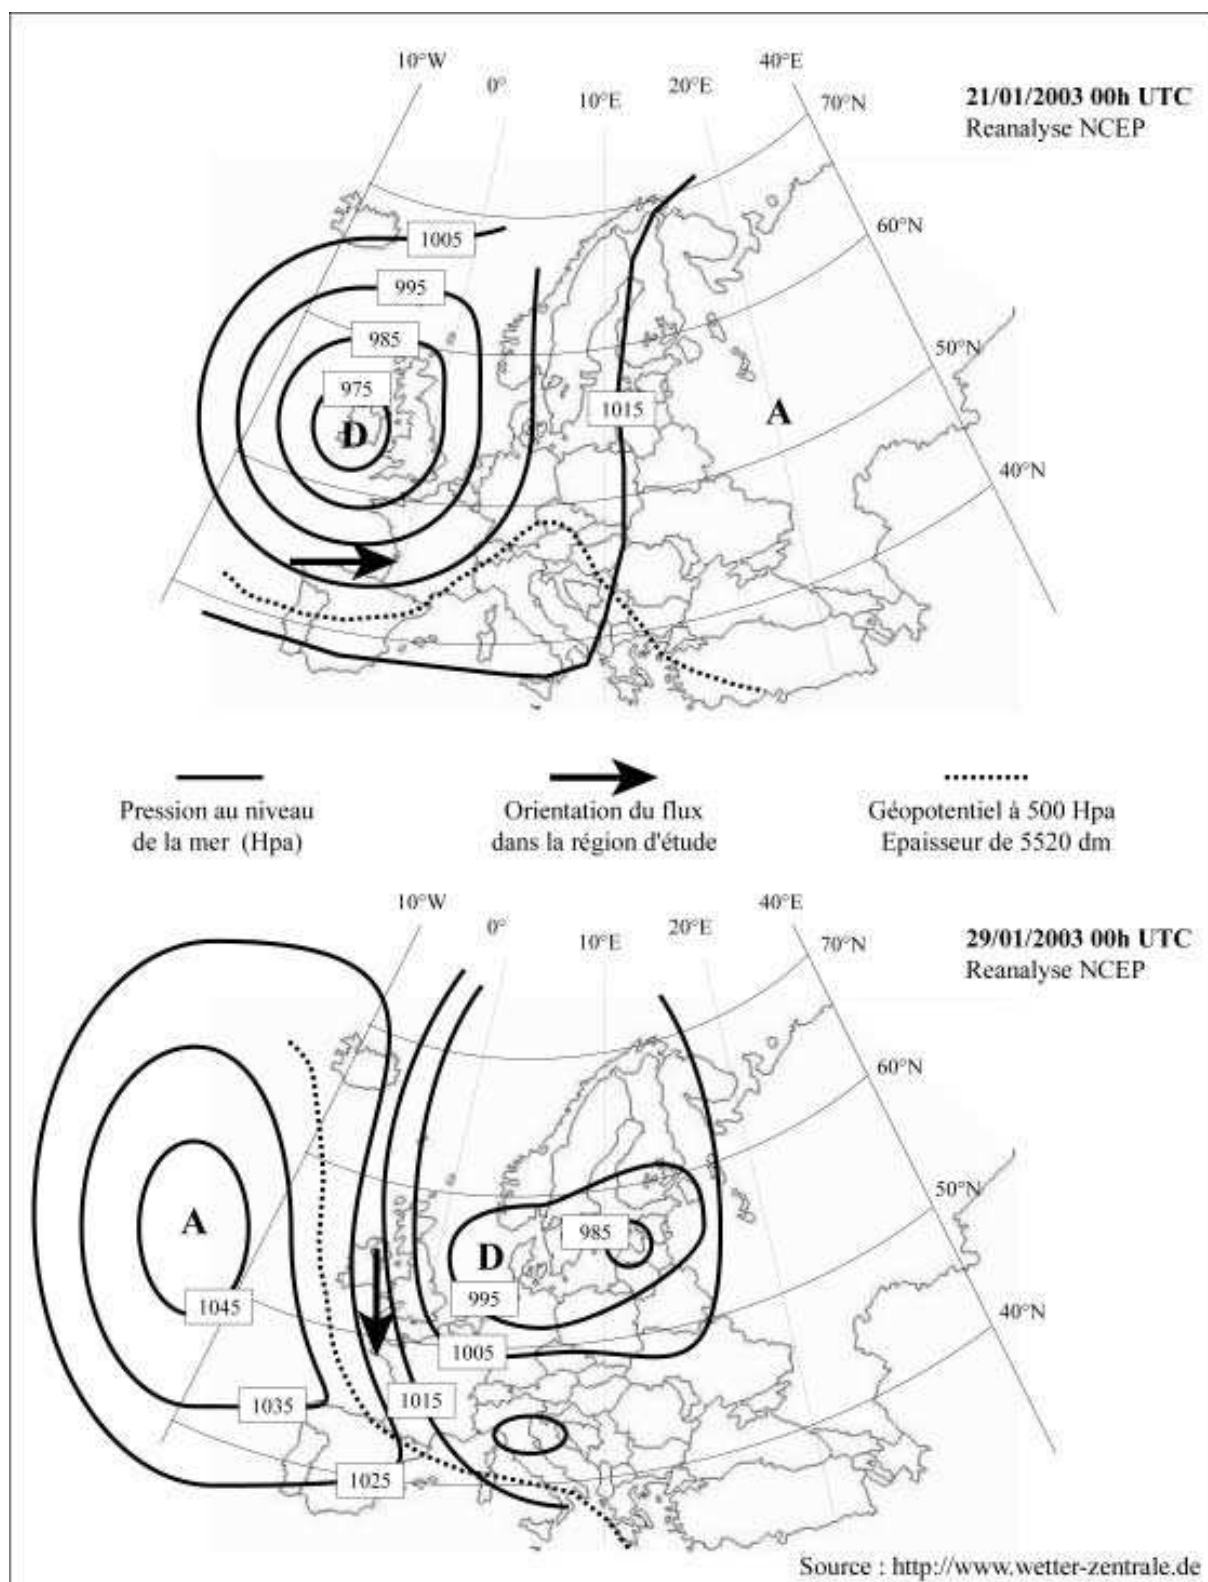 10°W
0°
10°E
20°E
40°E
70°N
21/01/2003 00h UTC
Reanalyse NCEP
60°N
1005
995
985
50°N
975
1015
A
D
40°N
Pression au niveau
de la mer (Hpa)
Orientation du flux
dans la région d'étude
Géopotentiel à 500 Hpa
Epaisseur de 5520 dm
10°W
0°
10°E
20°E
40°E
70°N
29/01/2003 00h UTC
Reanalyse NCEP
60°N
50°N
A
985
D
995
1045
40°N
1005
1015
1035
1025
Source : http://www.wetter-zentrale.de